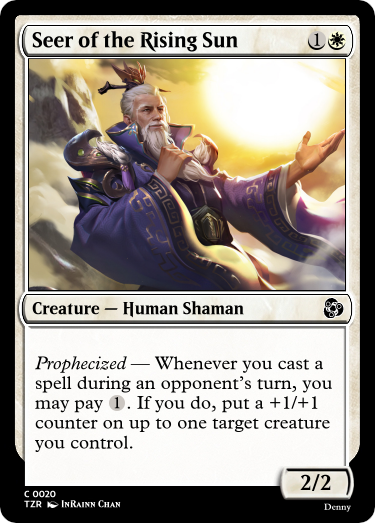 Seer of the Rising Sun 1
Creature — Human Shaman
Prophecized — Whenever you cast a
spell during an opponent's turn, you
may pay 1. If you do, put a +1/+1
counter on up to one target creature
you control.
2/2
C 0020
TZR InRainn Chan
Denny